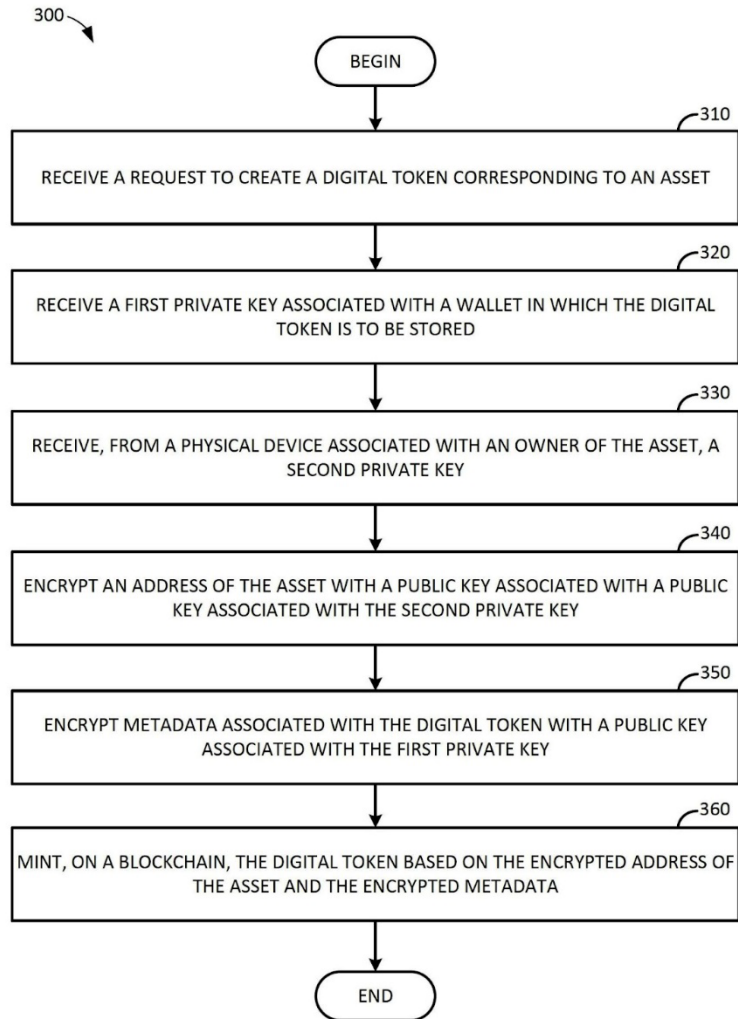 300
BEGIN
310
RECEIVE A REQUEST TO CREATE A DIGITAL TOKEN CORRESPONDING TO AN ASSET
320
RECEIVE A FIRST PRIVATE KEY ASSOCIATED WITH A WALLET IN WHICH THE DIGITAL
TOKEN IS TO BE STORED
330
RECEIVE, FROM A PHYSICAL DEVICE ASSOCIATED WITH AN OWNER OF THE ASSET, A
SECOND PRIVATE KEY
340
ENCRYPT AN ADDRESS OF THE ASSET WITH A PUBLIC KEY ASSOCIATED WITH A PUBLIC
KEY ASSOCIATED WITH THE SECOND PRIVATE KEY
350
ENCRYPT METADATA ASSOCIATED WITH THE DIGITAL TOKEN WITH A PUBLIC KEY
ASSOCIATED WITH THE FIRST PRIVATE KEY
360
MINT, ON A BLOCKCHAIN, THE DIGITAL TOKEN BASED ON THE ENCRYPTED ADDRESS OF
THE ASSET AND THE ENCRYPTED METADATA
END